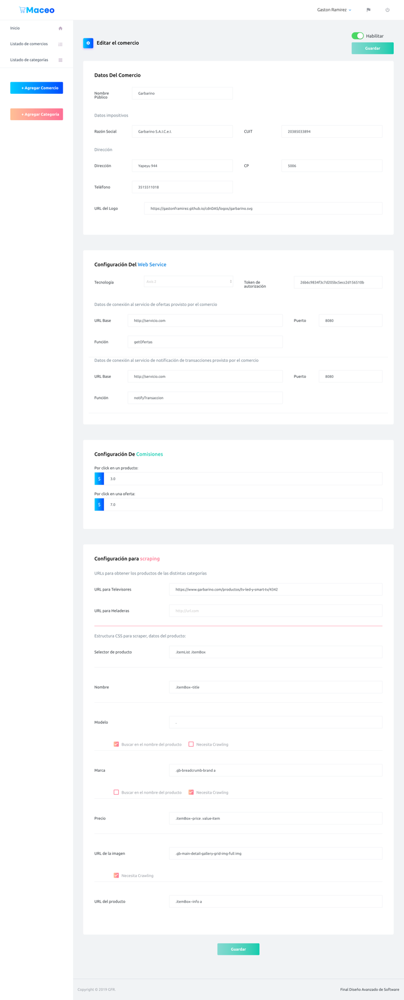 Maceo
Gaston Ramirez
Inicio
Listado de comercios
Listado de categorías
+ Agregar Comercio
+ Agregar Categoría
Editar el comercio
Habilitar
Guardar
Datos Del Comercio
Nombre Público
Garbarino
Datos impositivos
Razón Social
Garbarino S.A.I.C.e.I.
CUIT
20385033894
Dirección
Dirección
Yapeyu 944
CP
5006
Teléfono
3515511018
URL del Logo
https://gastonframirez.github.io/cdnDAS/logos/garbarino.svg
Configuración Del Web Service
Tecnología
Axis 2
Token de autorización
26b6c9834f3c7d205bc5ecc2d156510b
Datos de conexión al servicio de ofertas provisto por el comercio
URL Base
http://servicio.com
Puerto
8080
Función
getOfertas
Datos de conexión al servicio de notificación de transacciones provisto por el comercio
URL Base
http://servicio.com
Puerto
8080
Función
notifyTransaccion
Configuración De Comisiones
Por click en un producto:
$
3.0
Por click en una oferta:
$
7.0
Configuración para scraping
URLs para obtener los productos de las distintas categorías
URL para Televisores
https://www.garbarino.com/productos/tv-led-y-smart-tv/4342
URL para Heladeras
http://url.com
Estructura CSS para scraper, datos del producto:
Selector de producto
.itemList .itemBox
Nombre
.itemBox--title
Modelo
.
Buscar en el nombre del producto
Necesita Crawling
Marca
.gb-breadcrumb-brand a
Buscar en el nombre del producto
Necesita Crawling
Precio
.itemBox--price .value-item
URL de la imagen
.gb-main-detail-gallery-grid-img-full img
Necesita Crawling
URL del producto
.itemBox--info a
Guardar
Copyright © 2019 GFR.
Final Diseño Avanzado de Software